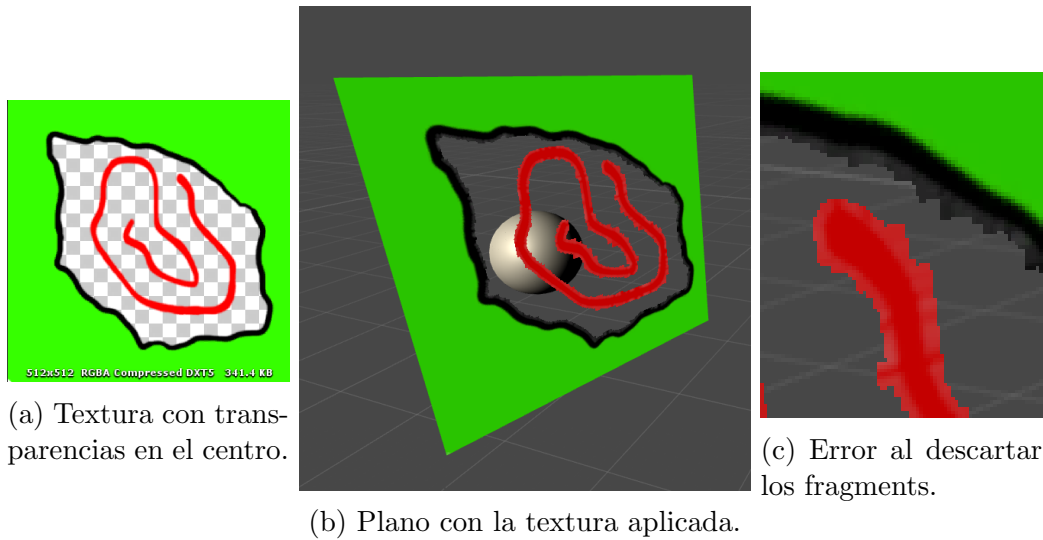 512x512 RGBA Compressed DXT5 341.4 KB
(a) Textura con trans-
parencias en el centro.
(b) Plano con la textura aplicada.
(c) Error al descartar
los fragments.